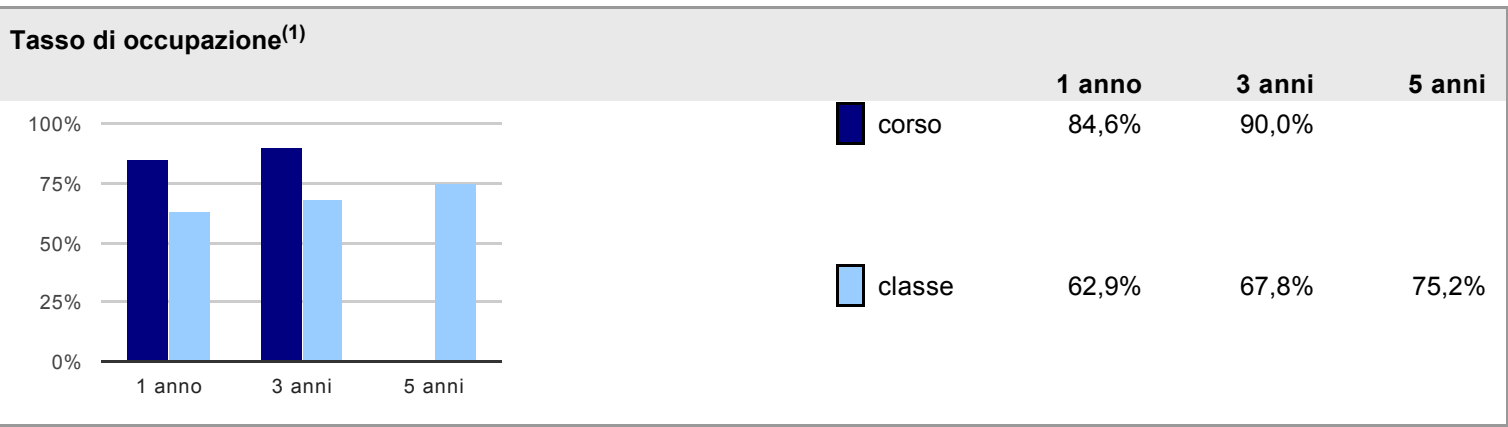 Tasso di occupazione(1)
1 anno 3 anni 5 anni
100%
75%
50%
25%
0%
1 anno 3 anni 5 anni
corso 84,6% 90,0%
classe 62,9% 67,8% 75,2%